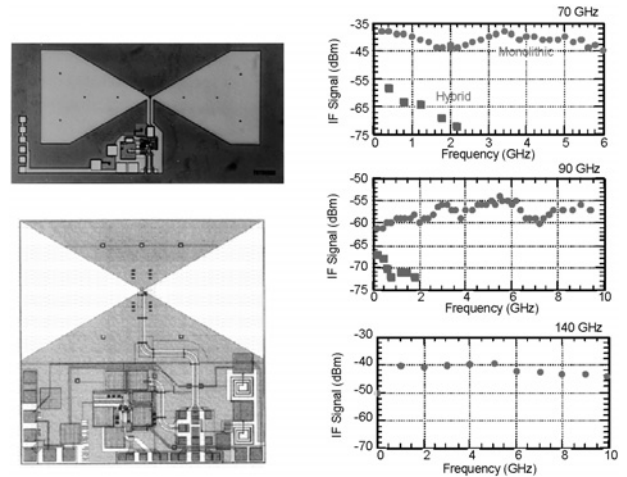 70 GHz
-35
-45
-55
-65
-75
IF Signal (dBm)
Monolithic
Hybrid
0 1 2 3 4 5 6
Frequency (GHz)
90 GHz
-50
-55
-60
-65
-70
-75
IF Signal (dBm)
0 2 4 6 8 10
Frequency (GHz)
140 GHz
-30
-40
-50
-60
-70
IF Signal (dBm)
0 2 4 6 8 10
Frequency (GHz)